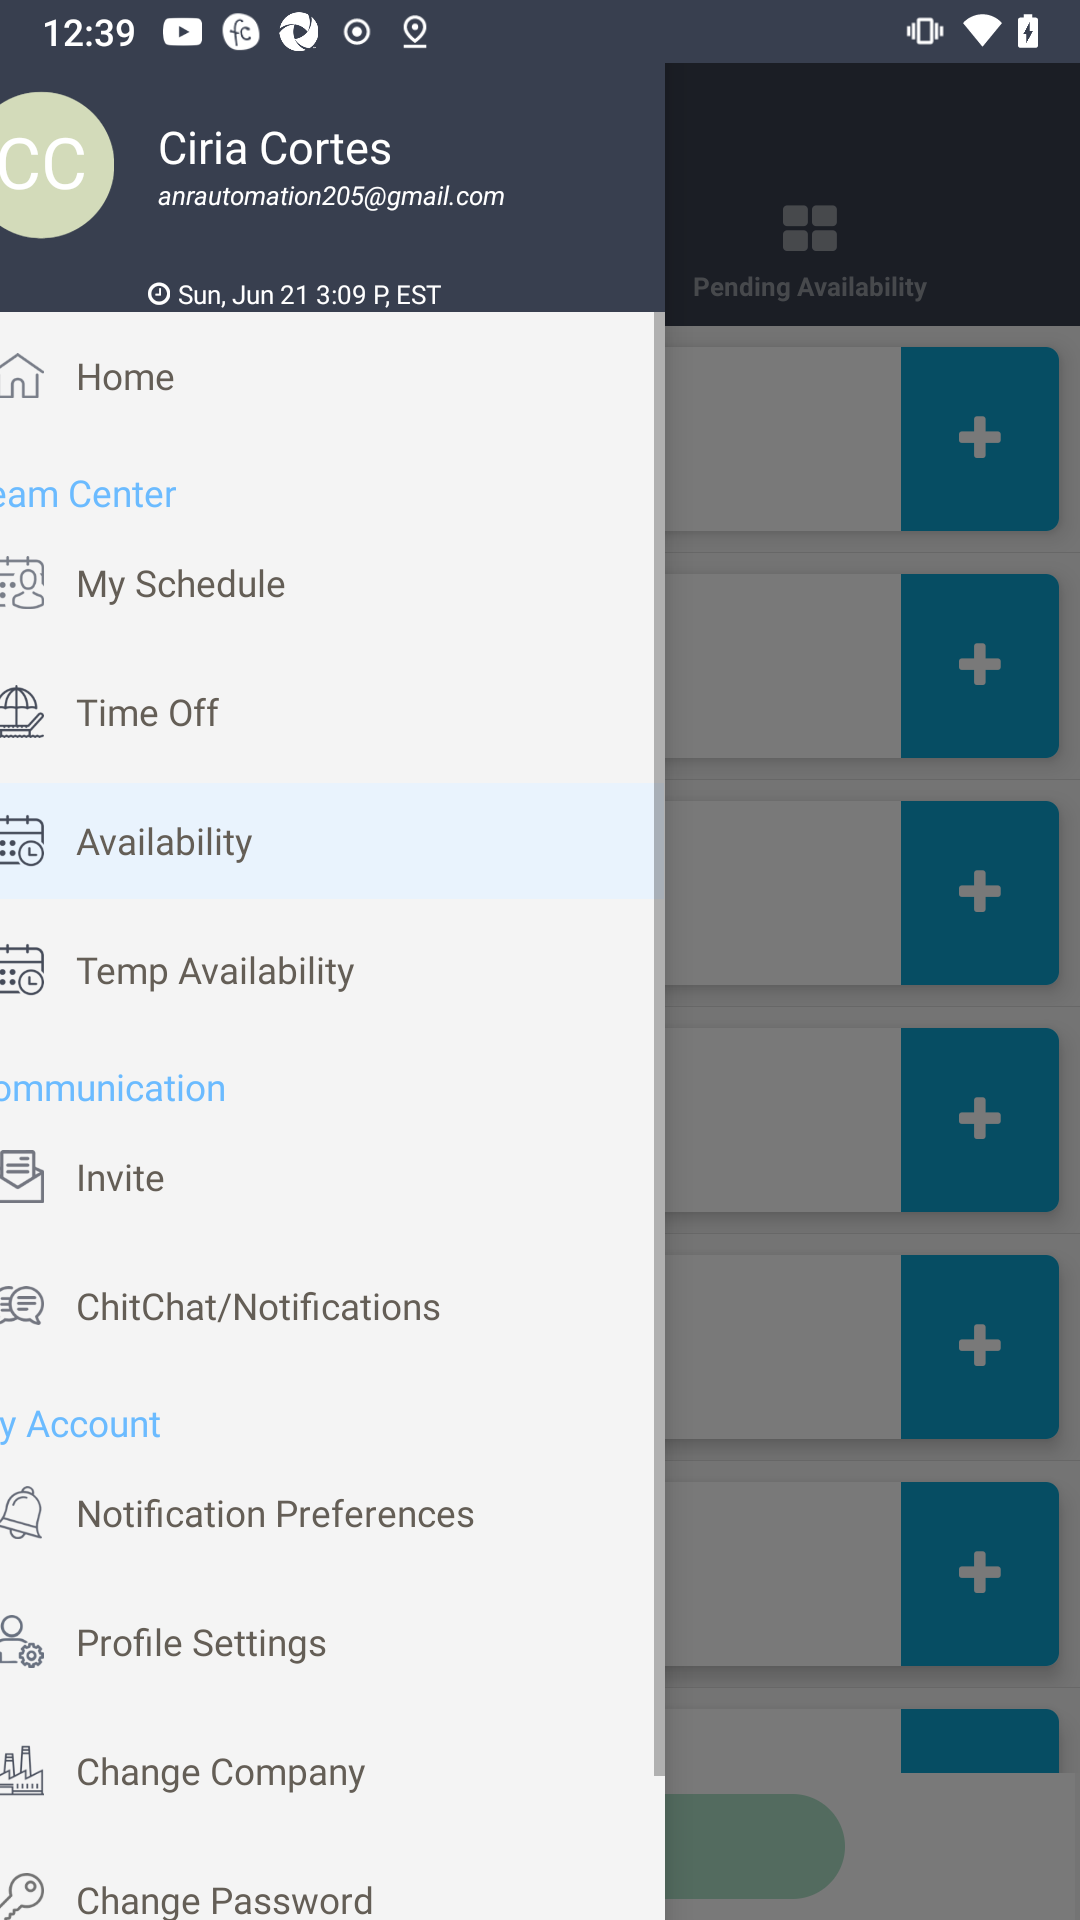 12:39
CC
Ciria Cortes
anrautomation205@gmail.com
Sun, Jun 21 3:09 P, EST
Pending Availability
Home
eam Center
My Schedule
Time Off
Availability
Temp Availability
ommunication
Invite
ChitChat/Notifications
y Account
Notification Preferences
Profile Settings
Change Company
Change Password